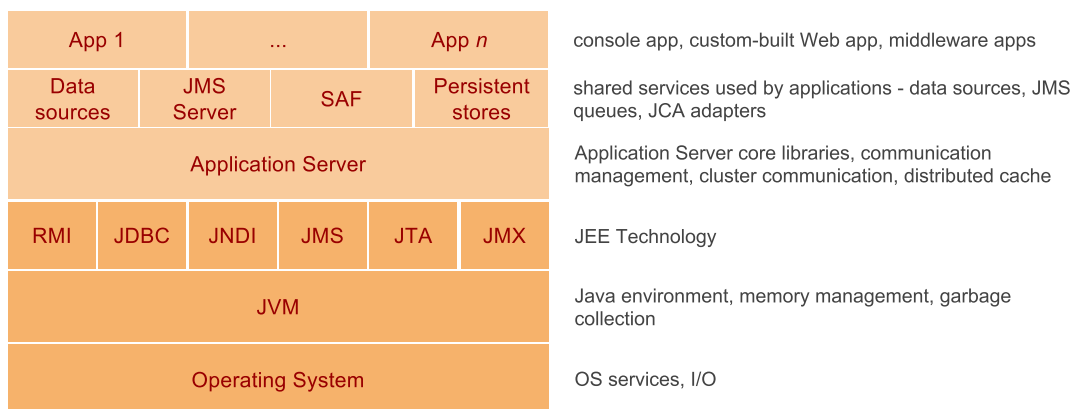 App 1
...
App n
console app, custom-built Web app, middleware apps
Data
sources
JMS
Server
SAF
Persistent
stores
shared services used by applications - data sources, JMS
queues, JCA adapters
Application Server
Application Server core libraries, communication
management, cluster communication, distributed cache
RMI
JDBC
JNDI
JMS
JTA
JMX
JEE Technology
JVM
Java environment, memory management, garbage
collection
Operating System
OS services, I/O